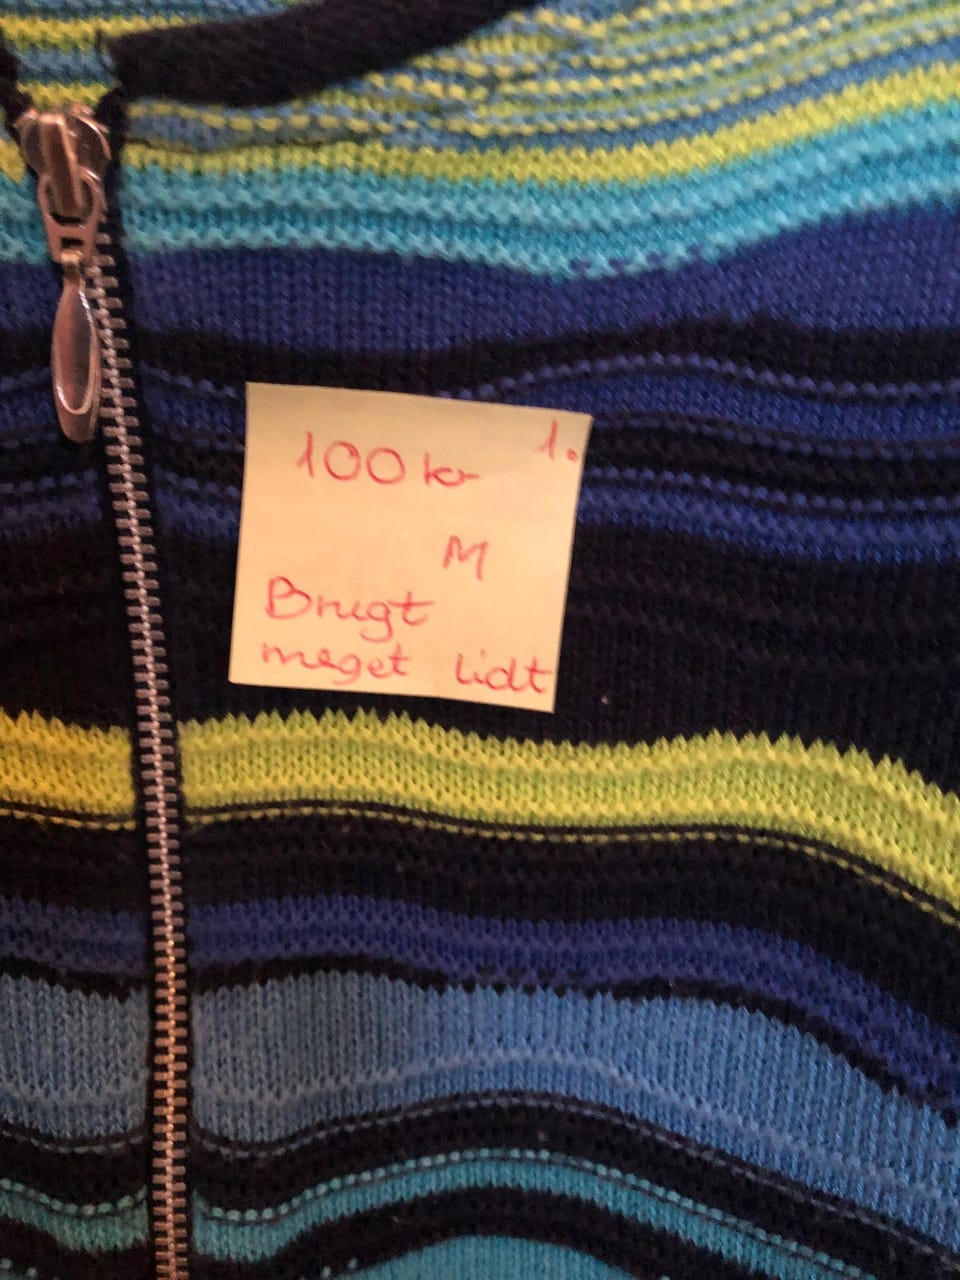 1.
100 kr
M
Brugt
meget lidt